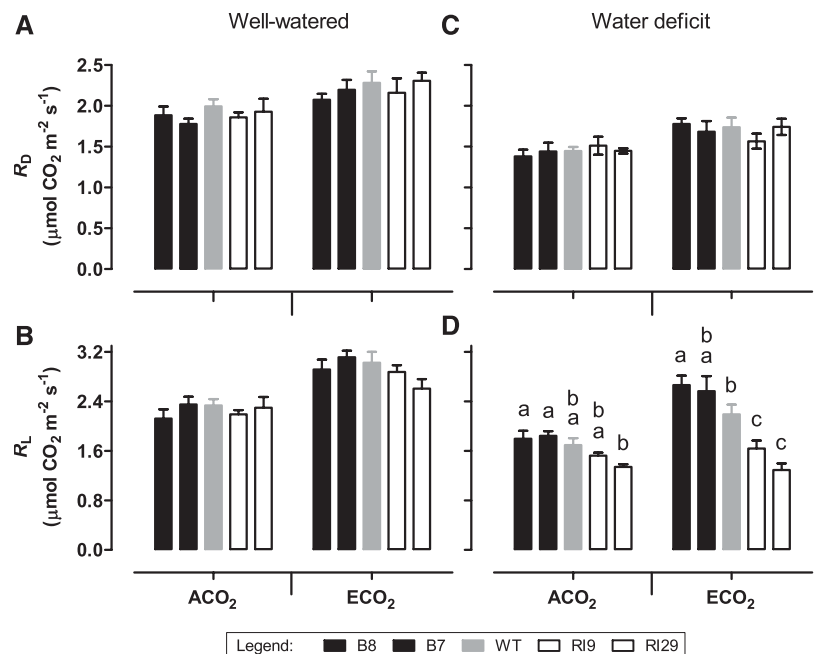 A Well-watered C Water deficit
R_D
(μmol CO₂ m⁻² s⁻¹)
2.5
2.0
1.5
1.0
0.5
0.0
B D
R_L
(μmol CO₂ m⁻² s⁻¹)
3.2
2.4
1.6
0.8
0.0
a a b a b a b
a b a b c c
ACO₂ ECO₂ ACO₂ ECO₂
Legend: B8 B7 WT RI9 RI29